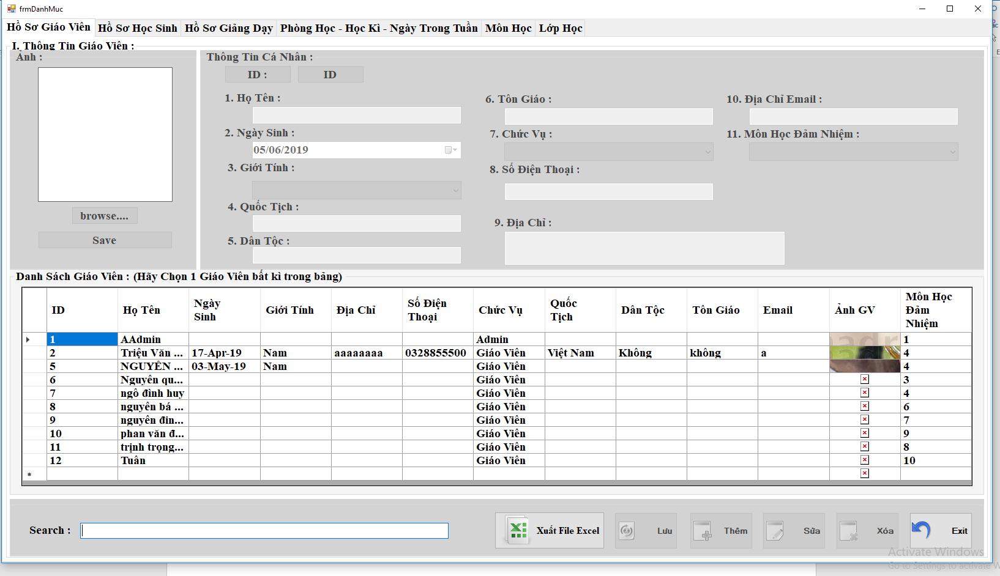 frmDanhMuc
Hồ Sơ Giáo Viên Hồ Sơ Học Sinh Hồ Sơ Giảng Dạy Phòng Học - Học Kì - Ngày Trong Tuần Môn Học Lớp Học
I. Thông Tin Giáo Viên :
Ảnh :
browse....
Save
Thông Tin Cá Nhân :
ID : ID
1. Họ Tên :
2. Ngày Sinh :
05/06/2019
3. Giới Tính :
4. Quốc Tịch :
5. Dân Tộc :
6. Tôn Giáo :
7. Chức Vụ :
8. Số Điện Thoại :
9. Địa Chỉ :
10. Địa Chỉ Email :
11. Môn Học Đảm Nhiệm :
Danh Sách Giáo Viên : (Hãy Chọn 1 Giáo Viên bất kì trong bảng)
ID Họ Tên Ngày Sinh Giới Tính Địa Chỉ Số Điện Thoại Chức Vụ Quốc Tịch Dân Tộc Tôn Giáo Email Ảnh GV Môn Học Đảm Nhiệm
1 AAdmin Admin 1
2 Triệu Văn ... 17-Apr-19 Nam aaaaaaaa 0328855500 Giáo Viên Việt Nam Không không a 4
5 NGUYỄN ... 03-May-19 Nam Giáo Viên 4
6 Nguyễn qu... Giáo Viên 3
7 ngô đình huy Giáo Viên 4
8 nguyễn bá ... Giáo Viên 6
9 nguyễn đìn... Giáo Viên 7
10 phan văn đ... Giáo Viên 9
11 trịnh trọng... Giáo Viên 8
12 Tuân Giáo Viên 10
Search :
Xuất File Excel Lưu Thêm Sửa Xóa Exit
Activate Windows
Go to Settings to activate W